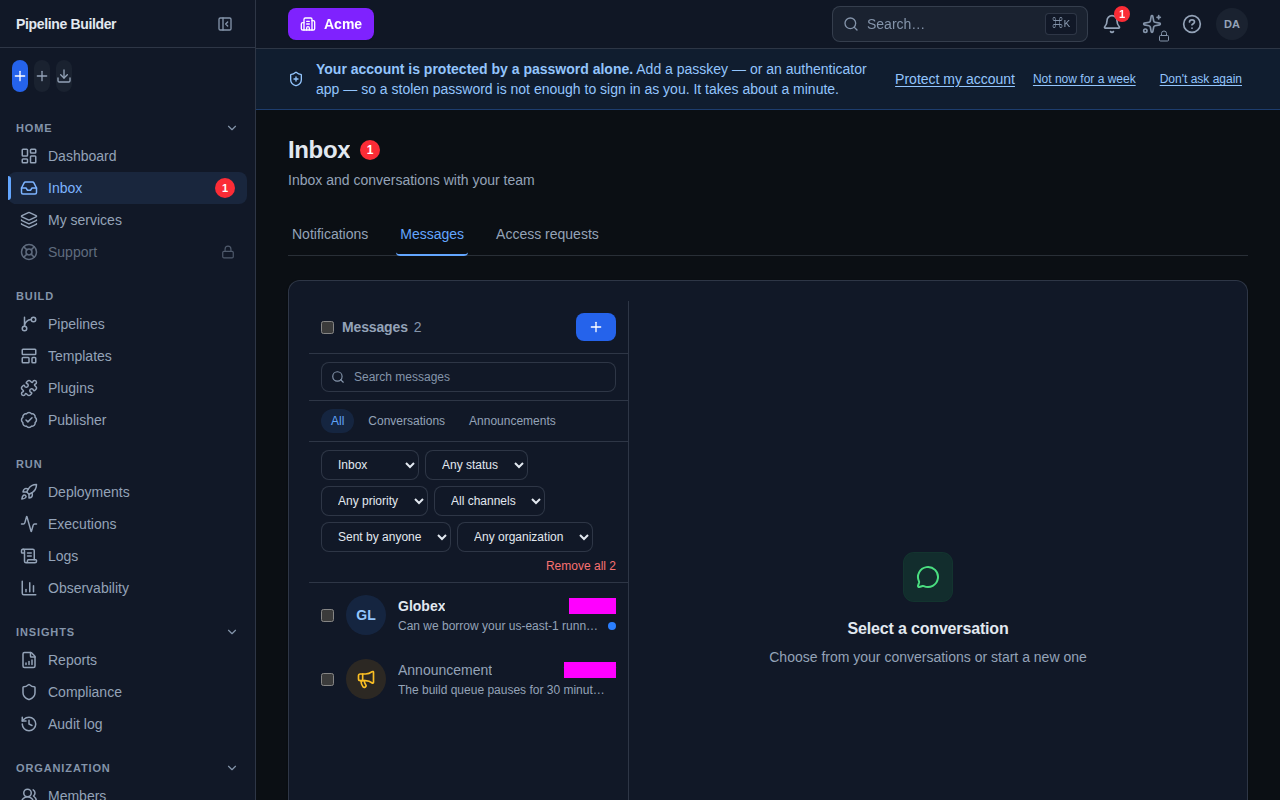 Pipeline Builder
Acme
Search…
⌘K
1
DA
Your account is protected by a password alone. Add a passkey — or an authenticator
app — so a stolen password is not enough to sign in as you. It takes about a minute.
Protect my account
Not now for a week
Don't ask again
HOME
Dashboard
Inbox
1
My services
Support
BUILD
Pipelines
Templates
Plugins
Publisher
RUN
Deployments
Executions
Logs
Observability
INSIGHTS
Reports
Compliance
Audit log
ORGANIZATION
Members
Inbox
1
Inbox and conversations with your team
Notifications
Messages
Access requests
Messages 2
Search messages
All
Conversations
Announcements
Inbox
Any status
Any priority
All channels
Sent by anyone
Any organization
Remove all 2
GL
Globex
Can we borrow your us-east-1 runn…
Announcement
The build queue pauses for 30 minut…
Select a conversation
Choose from your conversations or start a new one